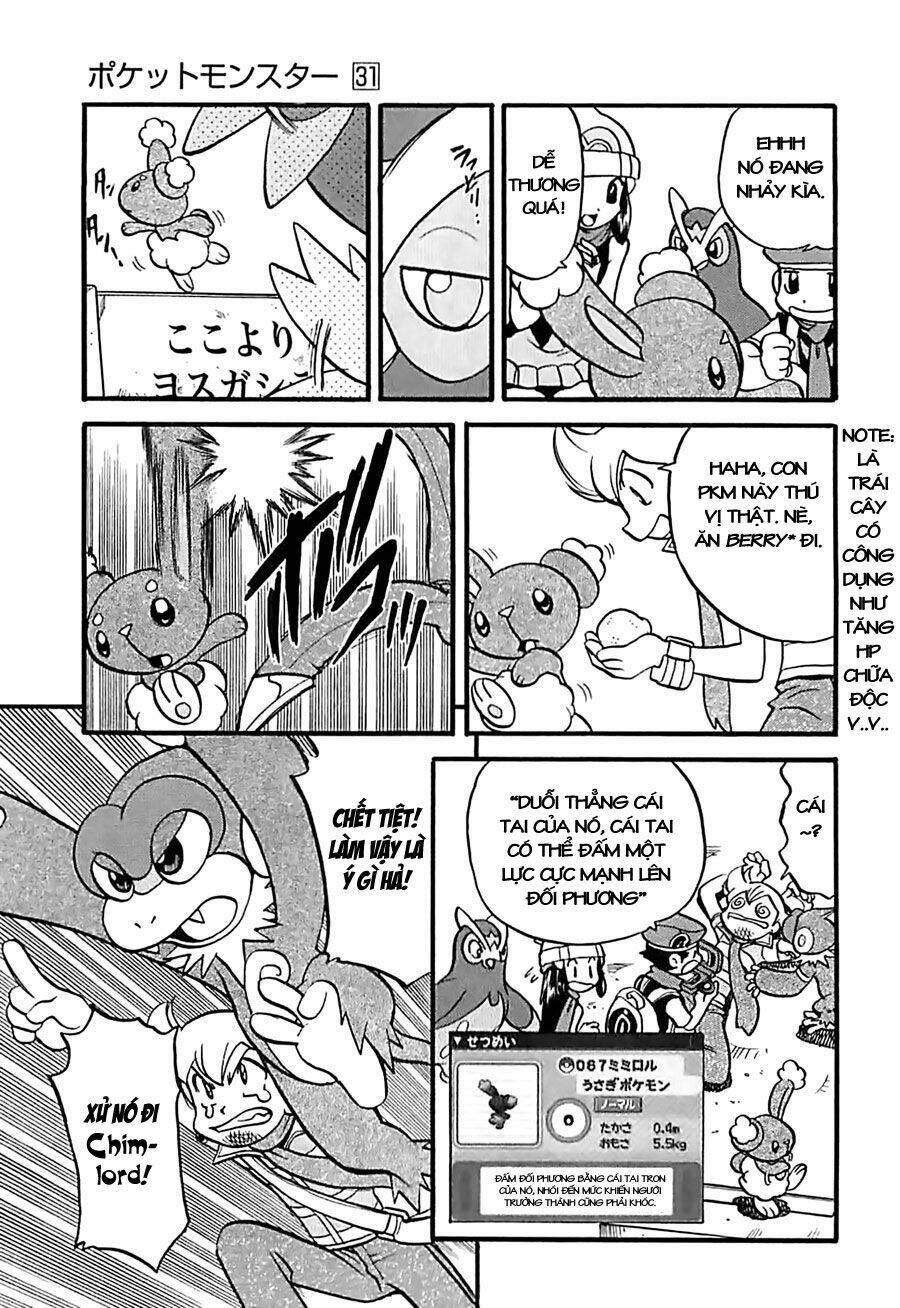 ポケットモンスター 31
EHHH
NÓ ĐANG
NHẢY KÌA.
DỄ
THƯƠNG
QUÁ!
タッ
タッ
ここより
ヨスガシ
HAHA, CON
PKM NÀY THÚ
VỊ THẬT. NÈ,
ĂN BERRY* ĐI.
NOTE:
LÀ
TRÁI
CÂY
CÓ
CÔNG
DỤNG
NHƯ
TĂNG
HP
CHỮA
ĐỘC
V..V..
CÁI
~?
“DUỖI THẲNG CÁI
TAI CỦA NÓ, CÁI TAI
CÓ THỂ ĐẤM MỘT
LỰC CỰC MẠNH LÊN
ĐỐI PHƯƠNG”
▼せつめい
067ミミロル
うさぎポケモン
ノーマル
たかさ 0.4m
おもさ 5.5kg
ĐẤM ĐỐI PHƯƠNG BẰNG CÁI TAI TRON
CỦA NÓ, NHÓI ĐẾN MỨC KHIẾN NGƯỜI
TRƯỞNG THÀNH CŨNG PHẢI KHÓC.
CHẾT TIỆT!
LÀM VẬY LÀ
Ý GÌ HẢ!
XỬ NÓ ĐI
Chim-
lord!